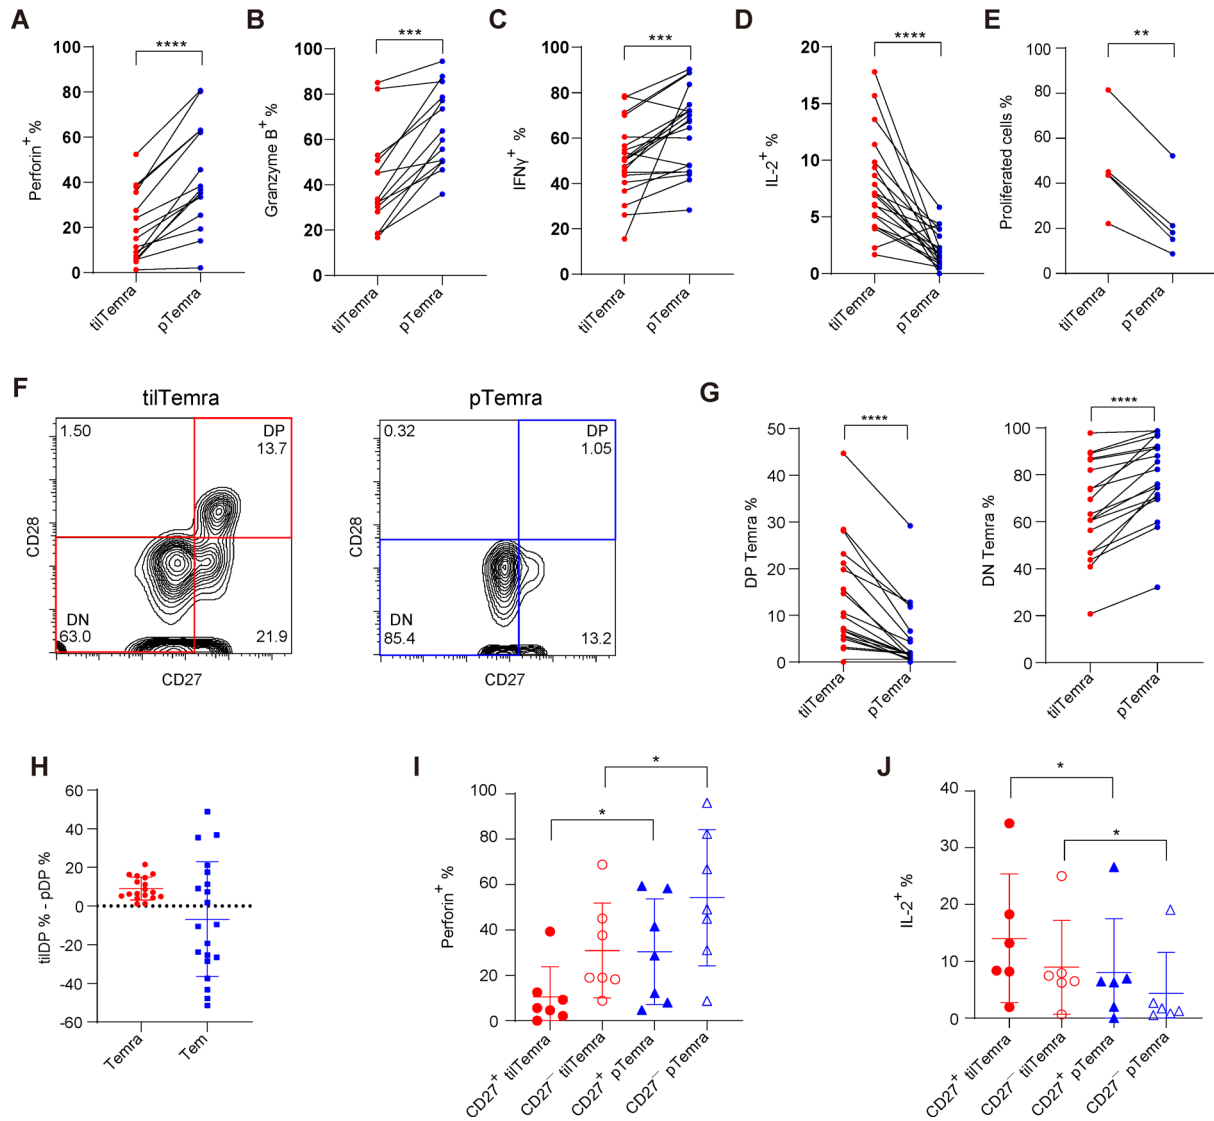 A
Perforin+ %
100
80
60
40
20
0
****
tilTemra
pTemra
B
Granzyme B+ %
100
80
60
40
20
0
***
tilTemra
pTemra
C
IFNγ+ %
100
80
60
40
20
0
***
tilTemra
pTemra
D
IL-2+ %
20
15
10
5
0
****
tilTemra
pTemra
E
Proliferated cells %
100
80
60
40
20
0
**
tilTemra
pTemra
F
tilTemra
1.50
DP
13.7
CD28
DN
63.0
21.9
CD27
pTemra
0.32
DP
1.05
CD28
DN
85.4
13.2
CD27
G
DP Temra %
50
40
30
20
10
0
****
tilTemra
pTemra
DN Temra %
100
80
60
40
20
0
****
tilTemra
pTemra
H
tilDP % - pDP %
60
40
20
0
-20
-40
-60
Temra
Tem
I
Perforin+ %
100
80
60
40
20
0
*
*
CD27+ tilTemra
CD27− tilTemra
CD27+ pTemra
CD27− pTemra
J
IL-2+ %
40
30
20
10
0
*
*
CD27+ tilTemra
CD27− tilTemra
CD27+ pTemra
CD27− pTemra